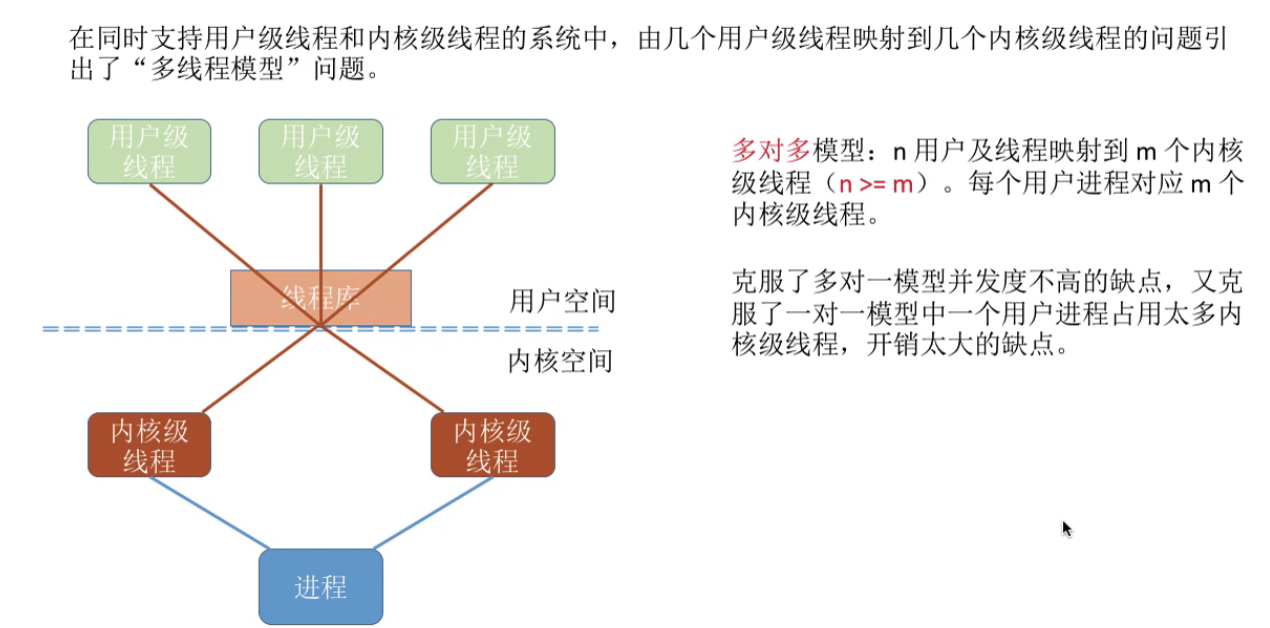 在同时支持用户级线程和内核级线程的系统中，由几个用户级线程映射到几个内核级线程的问题引
出了“多线程模型”问题。
用户级
线程
用户级
线程
用户级
线程
多对多模型：n 用户及线程映射到 m 个内核
级线程（n >= m）。每个用户进程对应 m 个
内核级线程。
克服了多对一模型并发度不高的缺点，又克
服了一对一模型中一个用户进程占用太多内
核级线程，开销太大的缺点。
线程库
用户空间
内核空间
内核级
线程
内核级
线程
进程